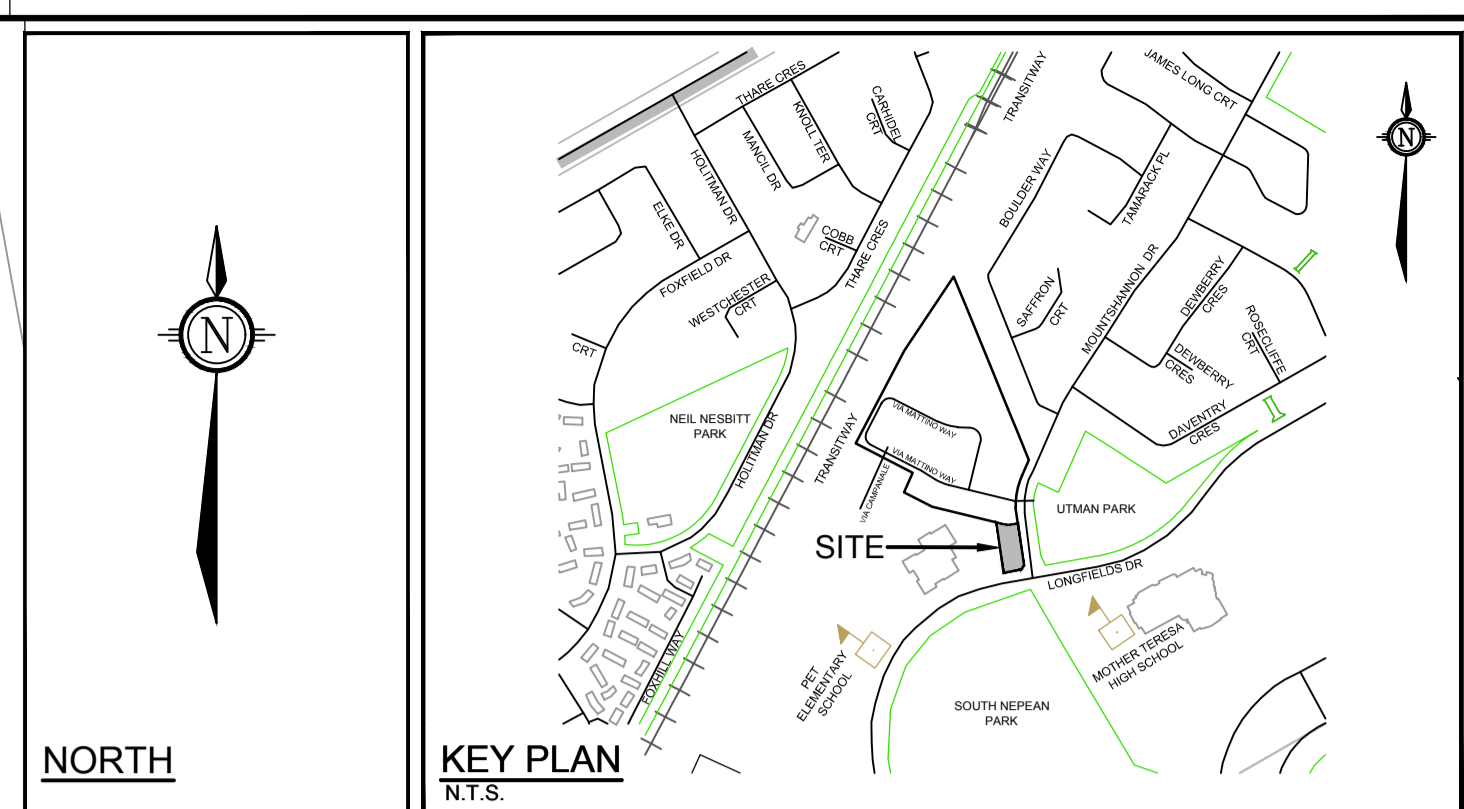 N
NORTH
THARE CRES
KNOLL TER
MANCIL DR
CARHIDEL
CRT
HOLITMAN DR
ELKE DR
FOXFIELD DR
WESTCHESTER
CRT
COBB
CRT
THARE CRES
CRT
NEIL NESBITT
PARK
HOLITMAN DR
FOXHILL WAY
TRANSITWAY
TRANSITWAY
JAMES LONG CRT
BOULDER WAY
TAMARACK PL
MOUNTSHANNON DR
SAFFRON
CRT
DEWBERRY
CRES
DEWBERRY
CRES
ROSECLIFFE
CRT
DAVENTRY
CRES
VIA MATTINO WAY
VIA MATTINO WAY
VIA CAMPANALE
UTMAN PARK
SITE
LONGFIELDS DR
PET
ELEMENTARY
SCHOOL
MOTHER TERESA
HIGH SCHOOL
SOUTH NEPEAN
PARK
N
KEY PLAN
N.T.S.